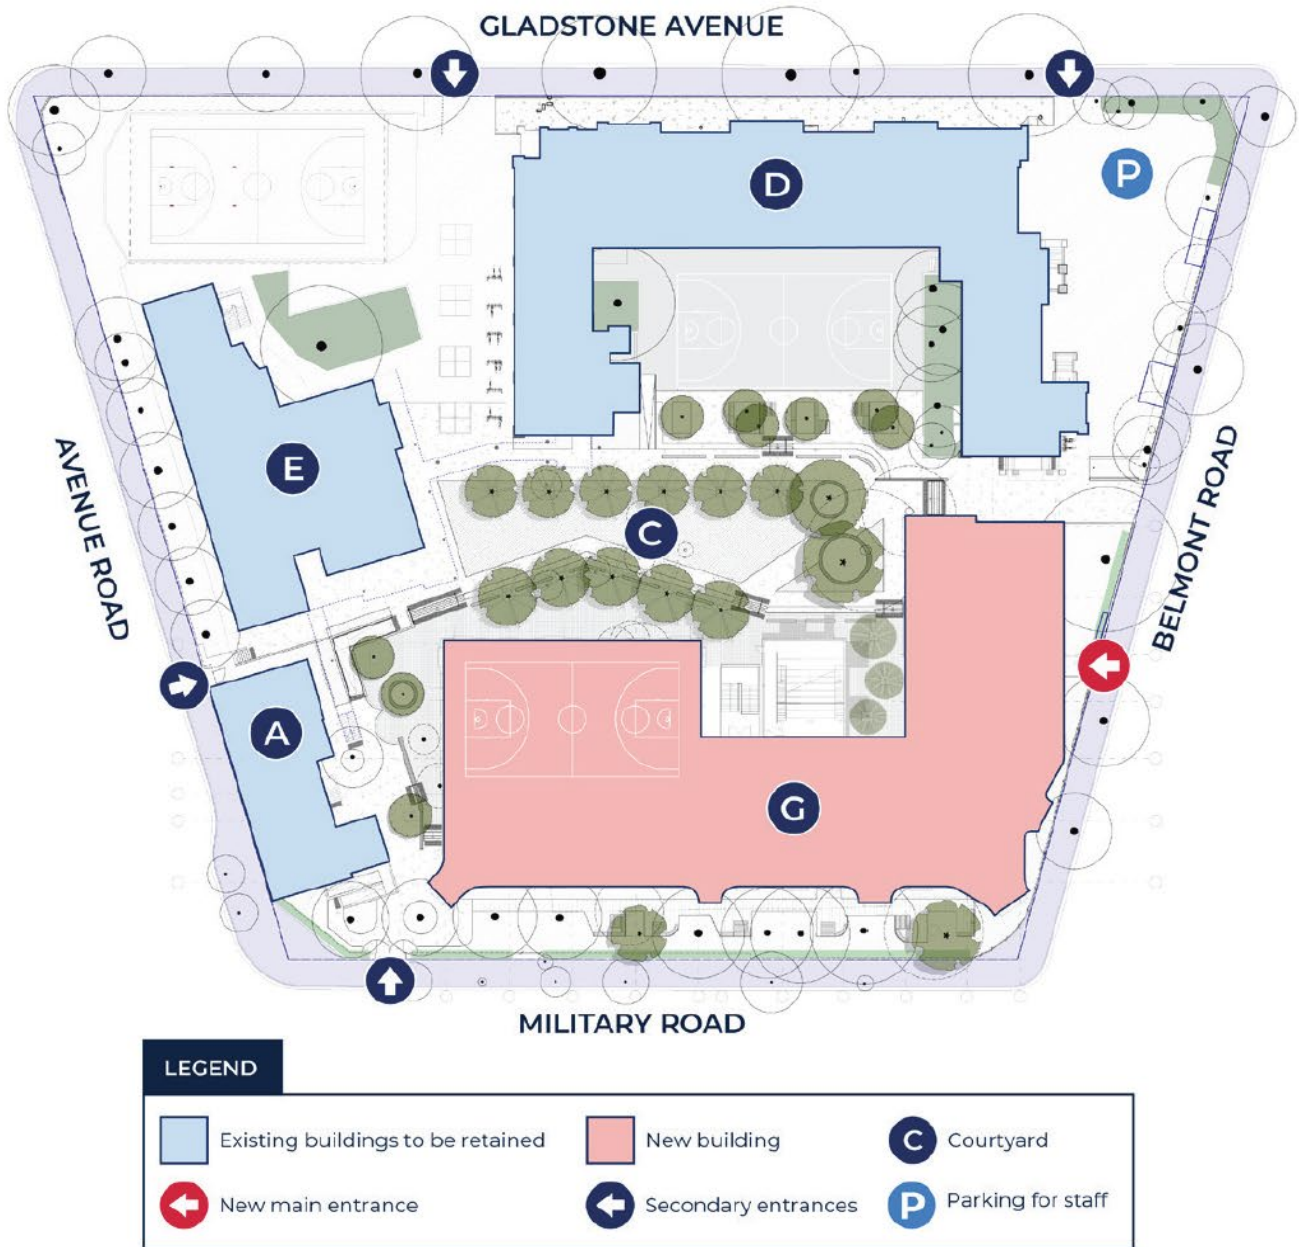 GLADSTONE AVENUE
D
P
E
AVENUE ROAD
C
BELMONT ROAD
A
G
MILITARY ROAD
LEGEND
Existing buildings to be retained
New building
C Courtyard
New main entrance
Secondary entrances
P Parking for staff